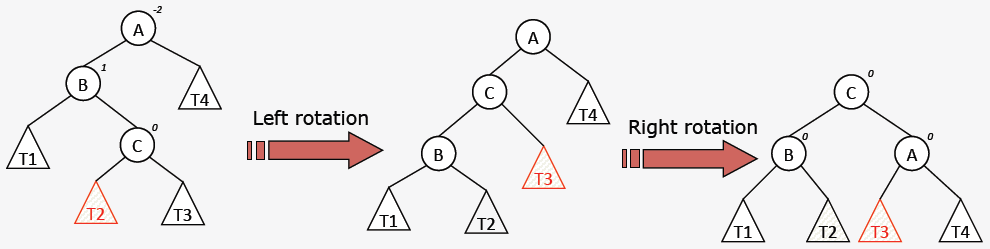 A -2
B 1
T4
T1
C 0
T2
T3
Left rotation
A
C
T4
B
T3
T1
T2
Right rotation
C 0
B 0
A 0
T1
T2
T3
T4